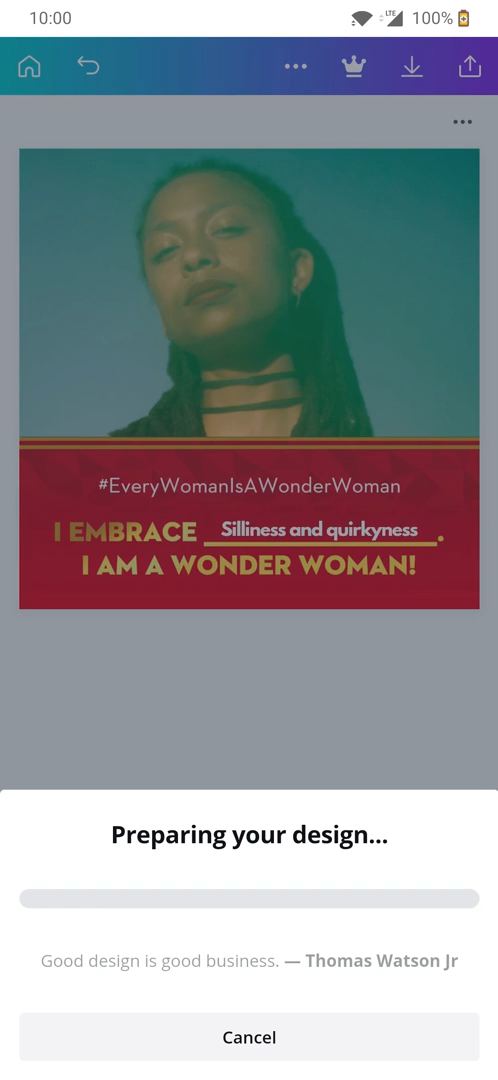 10:00
LTE
100%
#EveryWomanIsAWonderWoman
I EMBRACE Silliness and quirkyness.
I AM A WONDER WOMAN!
Preparing your design...
Good design is good business. — Thomas Watson Jr
Cancel